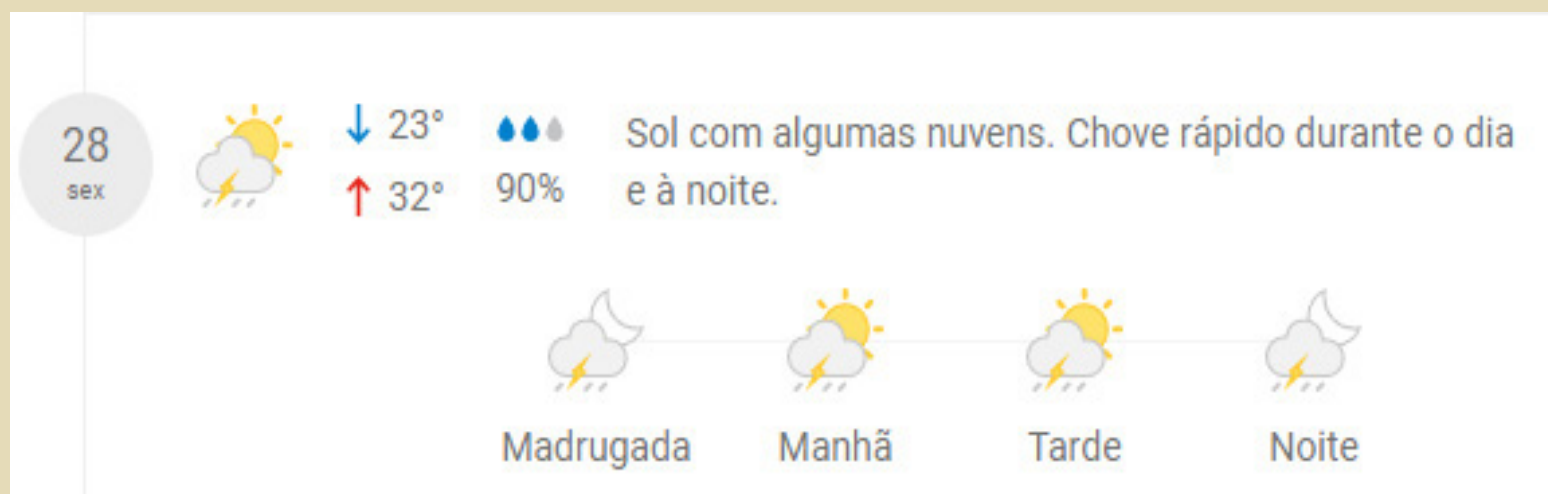 28
sex
↓ 23°
↑ 32°
90%
Sol com algumas nuvens. Chove rápido durante o dia
e à noite.
Madrugada
Manhã
Tarde
Noite